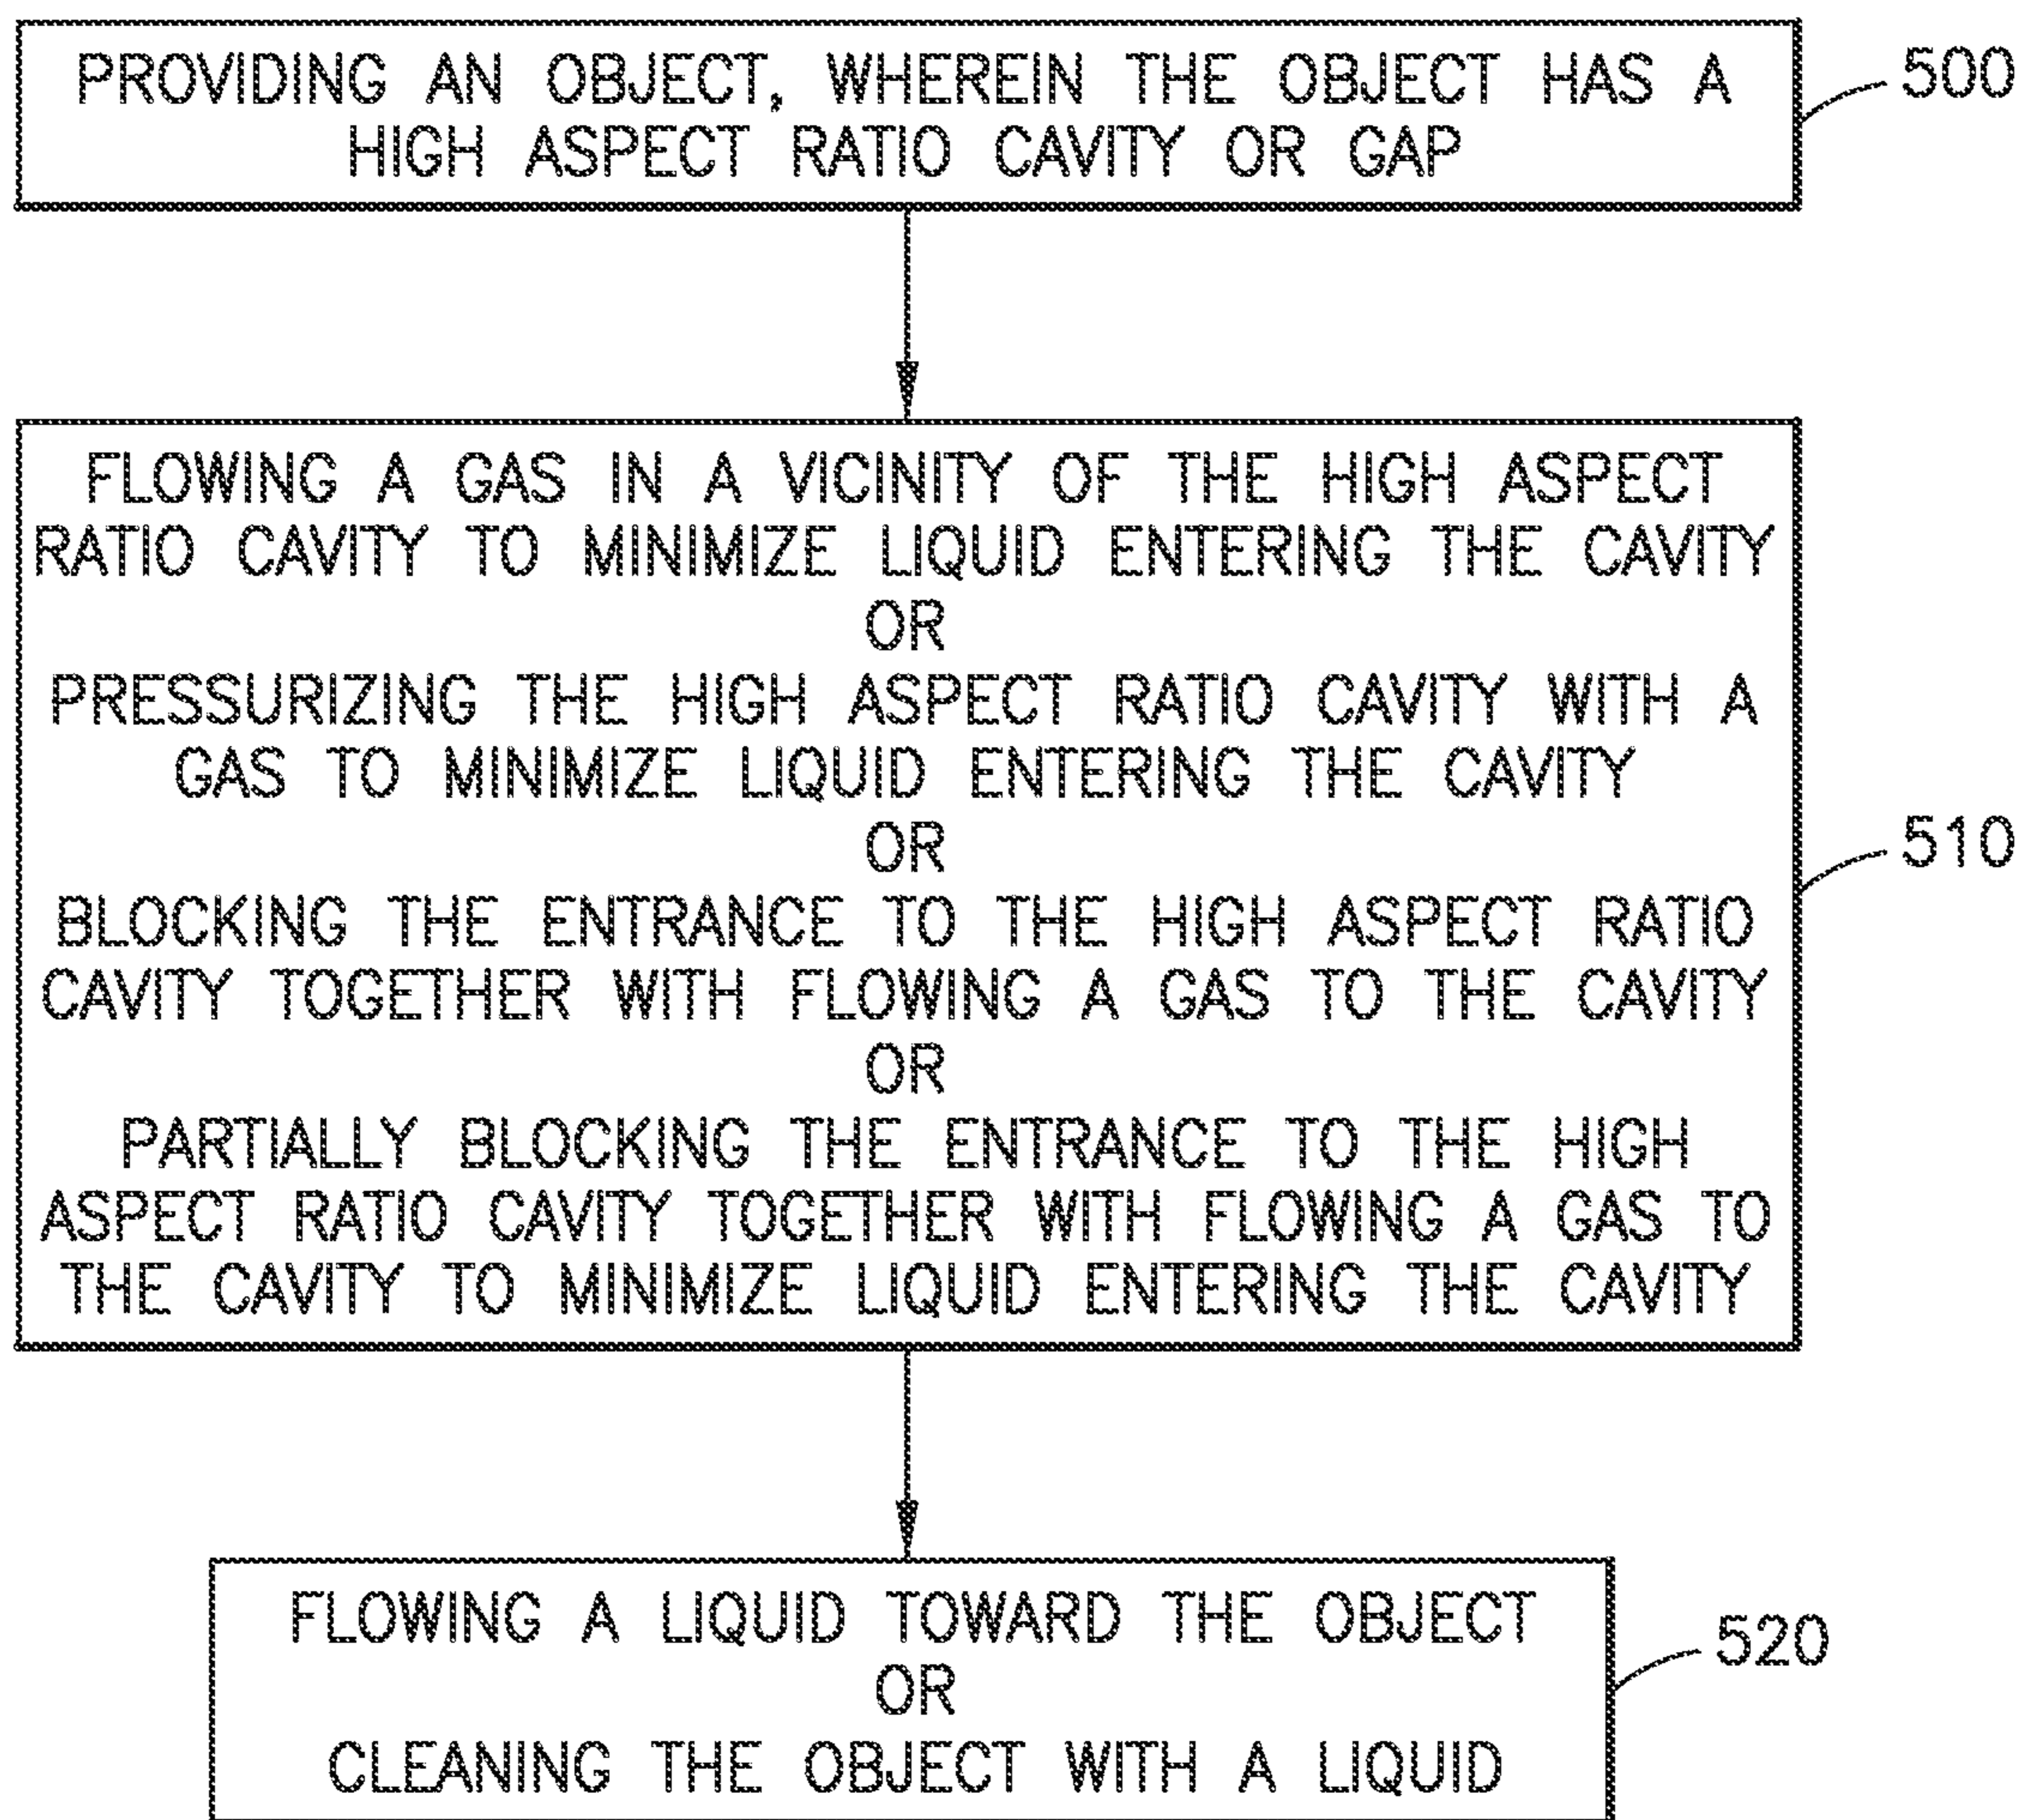 PROVIDING AN OBJECT, WHEREIN THE OBJECT HAS A
HIGH ASPECT RATIO CAVITY OR GAP
500
FLOWING A GAS IN A VICINITY OF THE HIGH ASPECT
RATIO CAVITY TO MINIMIZE LIQUID ENTERING THE CAVITY
OR
PRESSURIZING THE HIGH ASPECT RATIO CAVITY WITH A
GAS TO MINIMIZE LIQUID ENTERING THE CAVITY
OR
BLOCKING THE ENTRANCE TO THE HIGH ASPECT RATIO
CAVITY TOGETHER WITH FLOWING A GAS TO THE CAVITY
OR
PARTIALLY BLOCKING THE ENTRANCE TO THE HIGH
ASPECT RATIO CAVITY TOGETHER WITH FLOWING A GAS TO
THE CAVITY TO MINIMIZE LIQUID ENTERING THE CAVITY
510
FLOWING A LIQUID TOWARD THE OBJECT
OR
CLEANING THE OBJECT WITH A LIQUID
520